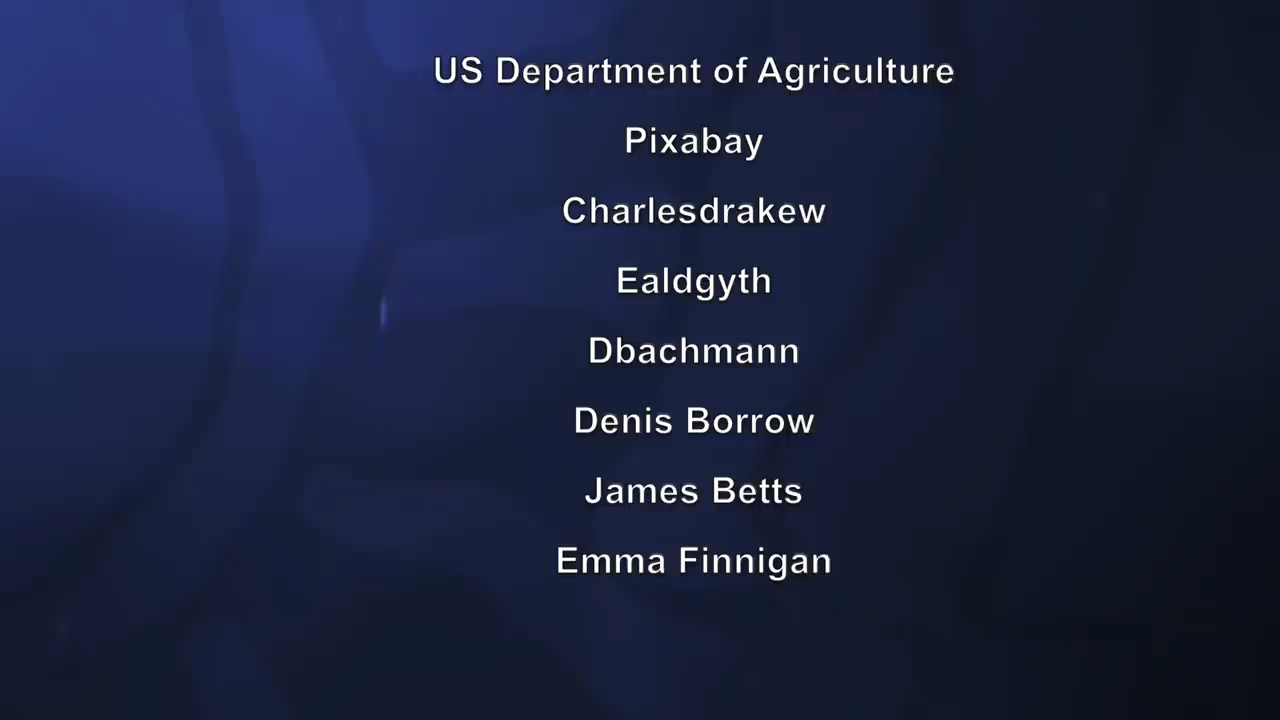 US Department of Agriculture
Pixabay
Charlesdrakew
Ealdgyth
Dbachmann
Denis Borrow
James Betts
Emma Finnigan